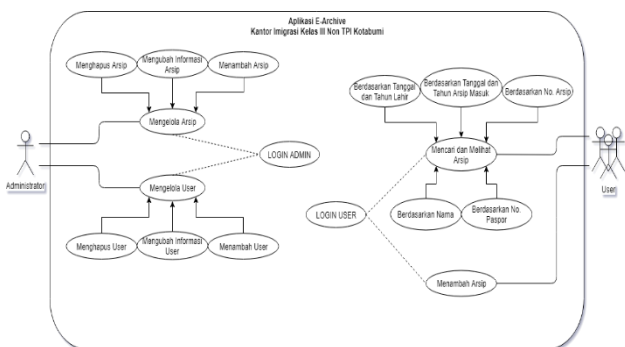 Aplikasi E-Archive
Kantor Imigrasi Kelas III Non TPI Kotabumi
Menghapus Arsip
Mengubah Informasi
Arsip
Menambah Arsip
Mengelola Arsip
LOGIN ADMIN
Administrator
Mengelola User
Menghapus User
Mengubah Informasi
User
Menambah User
Berdasarkan Tanggal
dan Tahun Lahir
Berdasarkan Tanggal dan
Tahun Arsip Masuk
Berdasarkan No. Arsip
Mencari dan Melihat
Arsip
User
LOGIN USER
Berdasarkan Nama
Berdasarkan No.
Paspor
Menambah Arsip